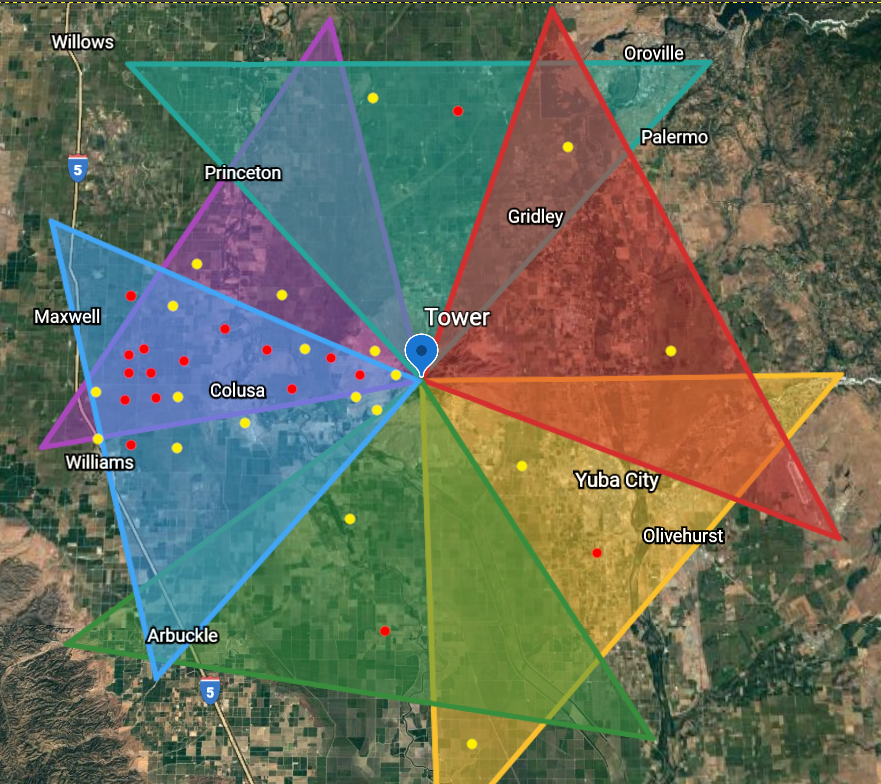 Willows
Oroville
Palermo
5
Princeton
Gridley
Maxwell
Tower
Colusa
Williams
Yuba City
Olivehurst
Arbuckle
5